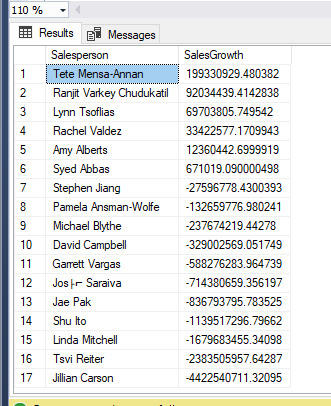 110 %
Results Messages
Salesperson SalesGrowth
1 Tete Mensa-Annan 199330929.480382
2 Ranjit Varkey Chudukatil 92034439.4142838
3 Lynn Tsoflias 69703805.749542
4 Rachel Valdez 33422577.1709943
5 Amy Alberts 12360442.6999919
6 Syed Abbas 671019.090000498
7 Stephen Jiang -27596778.4300393
8 Pamela Ansman-Wolfe -132659776.980241
9 Michael Blythe -237674219.44278
10 David Campbell -329002569.051749
11 Garrett Vargas -588276283.964739
12 Jos├⌐ Saraiva -714380659.356197
13 Jae Pak -836793795.783525
14 Shu Ito -1139517296.79662
15 Linda Mitchell -1679683455.34098
16 Tsvi Reiter -2383505957.64287
17 Jillian Carson -4422540711.32095